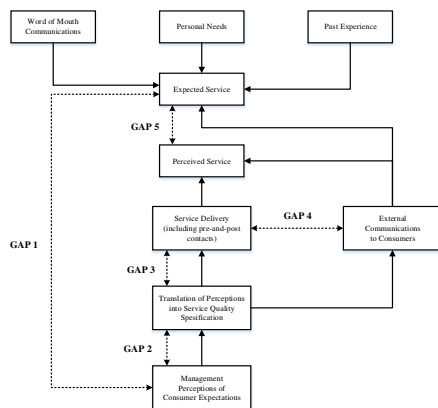 Word of Mouth
Communications
Personal Needs
Past Experience
Expected Service
GAP 5
Perceived Service
Service Delivery
(including pre-and-post
contacts)
GAP 4
External
Communications
to Consumers
GAP 1
GAP 3
Translation of Perceptions
into Service Quality
Spesification
GAP 2
Management
Perceptions of
Consumer Expectations